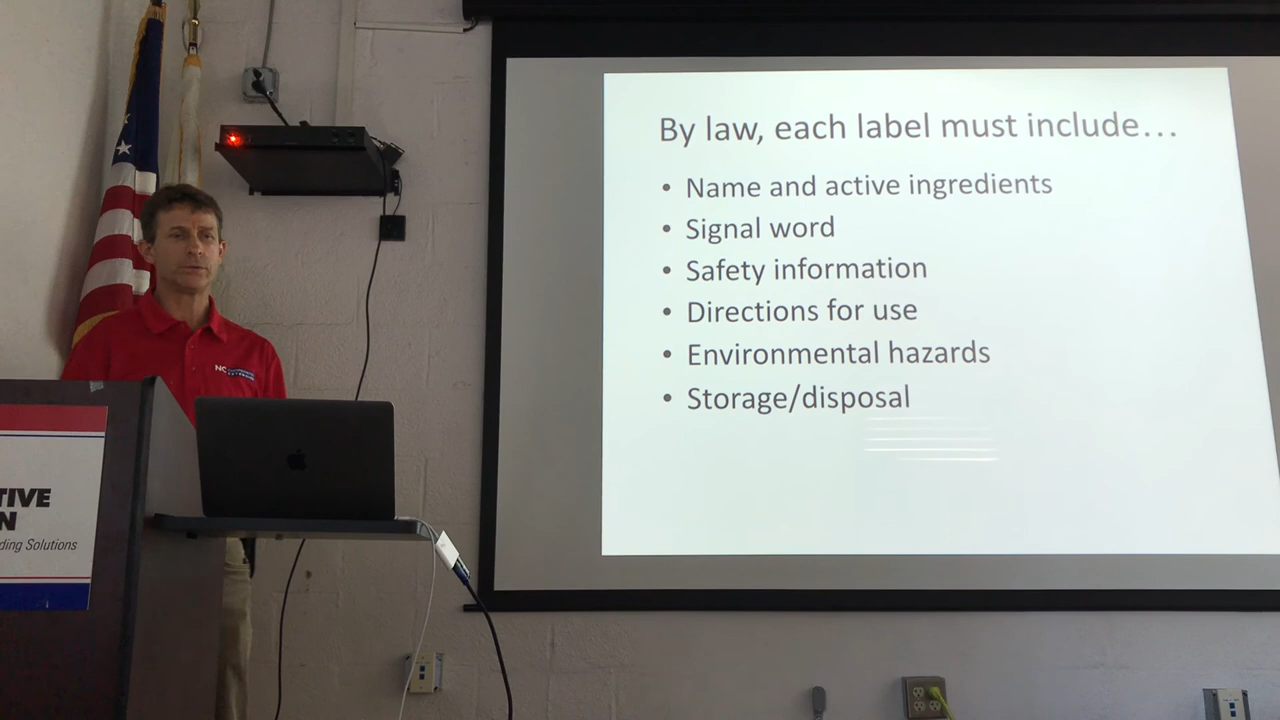 By law, each label must include…
• Name and active ingredients
• Signal word
• Safety information
• Directions for use
• Environmental hazards
• Storage/disposal
NC
TIVE
N
ding Solutions